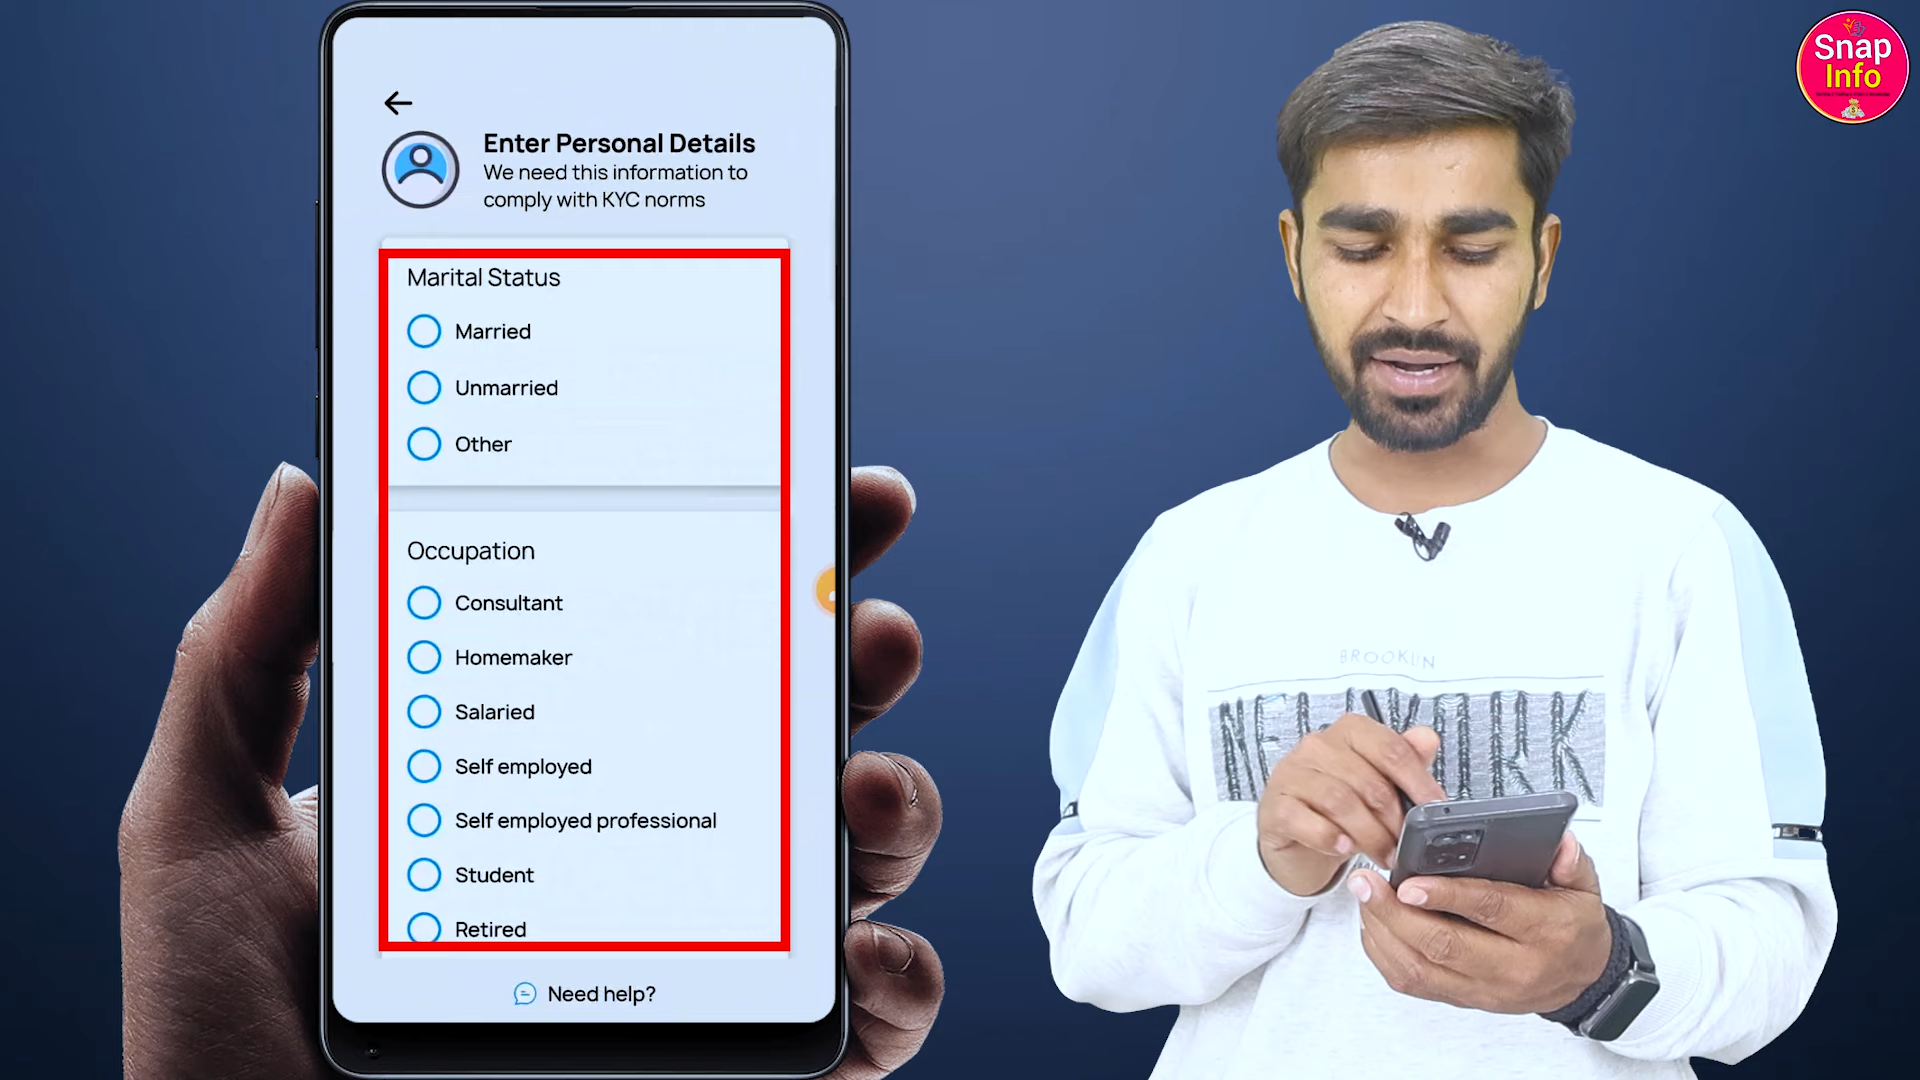 Enter Personal Details
We need this information to
comply with KYC norms
Marital Status
Married
Unmarried
Other
Occupation
Consultant
Homemaker
Salaried
Self employed
Self employed professional
Student
Retired
Need help?
Snap
Info
BROOKLIN